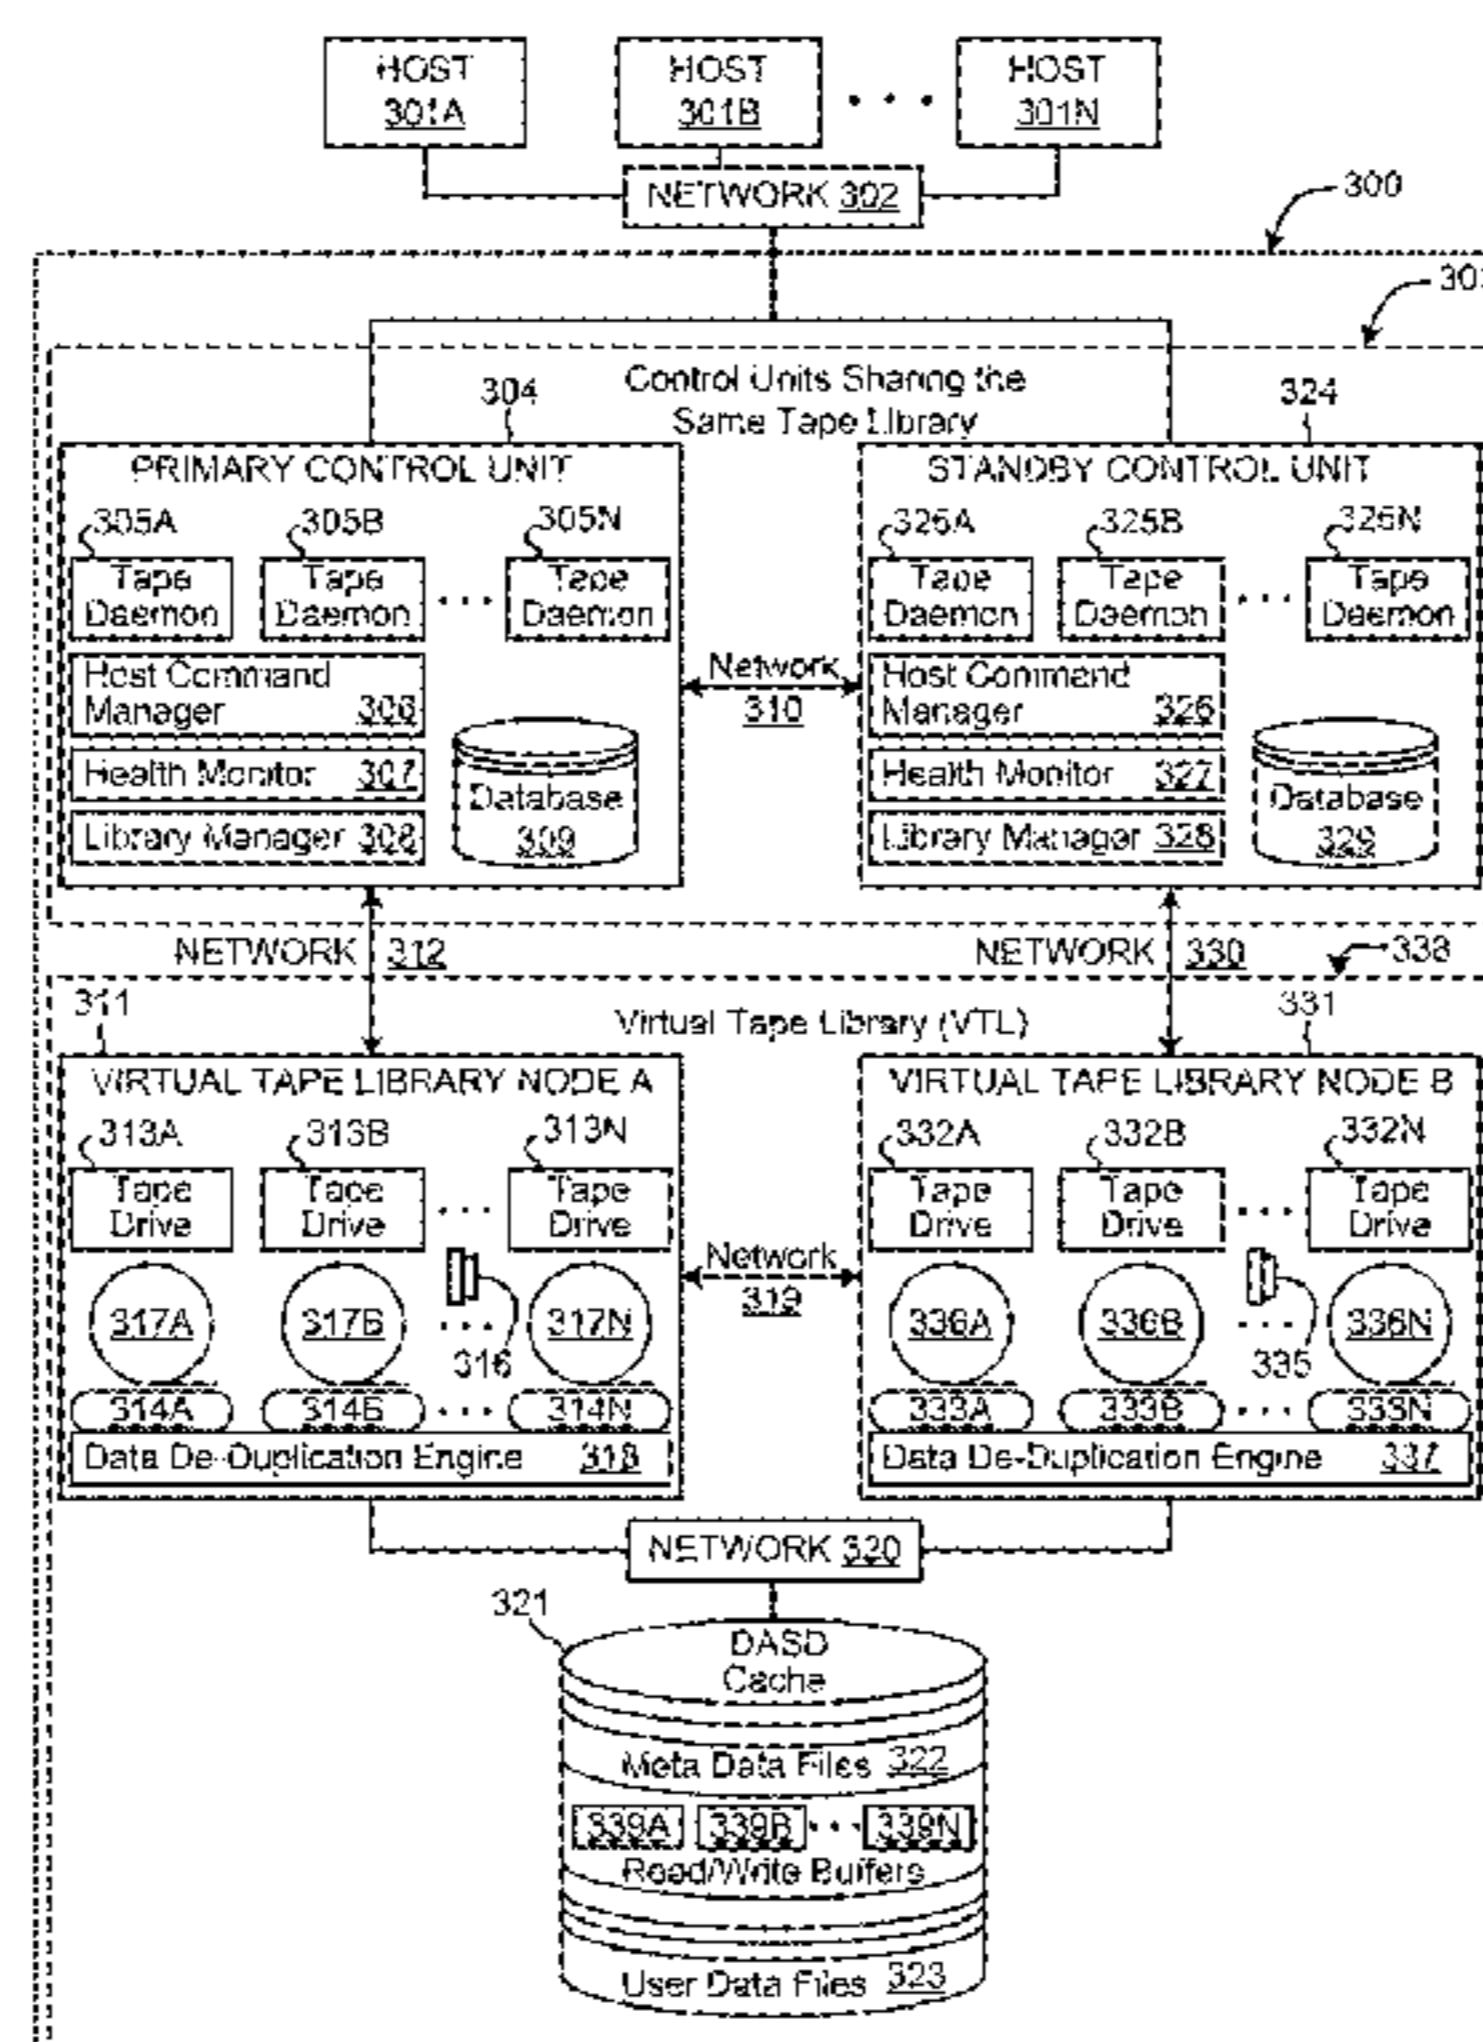 HOST HOST HOST
301A 301B • • • 301N
NETWORK 302
300
Control Units Sharing the
Same Tape Library
304
324
PRIMARY CONTROL UNIT
305A 305B 305N
Tape Daemon
Tape Daemon
• • •
Tape Daemon
Host Command
Manager 306
Health Monitor 307
Library Manager 308
Database
309
Network
310
STANDBY CONTROL UNIT
325A 325B 325N
Tape Daemon
Tape Daemon
• • •
Tape Daemon
Host Command
Manager 326
Health Monitor 327
Library Manager 328
Database
329
NETWORK 312
NETWORK 330
338
311
Virtual Tape Library (VTL)
331
VIRTUAL TAPE LIBRARY NODE A
313A 313B 313N
Tape Drive
Tape Drive
• • •
Tape Drive
317A 317B • • • 317N
316
314A 314B • • • 314N
Data De-Duplication Engine 318
Network
319
VIRTUAL TAPE LIBRARY NODE B
332A 332B 332N
Tape Drive
Tape Drive
• • •
Tape Drive
336A 336B • • • 336N
335
333A 333B • • • 333N
Data De-Duplication Engine 337
NETWORK 320
321
DASD
Cache
Meta Data Files 322
339A 339B • • • 339N
Read/Write Buffers
User Data Files 323